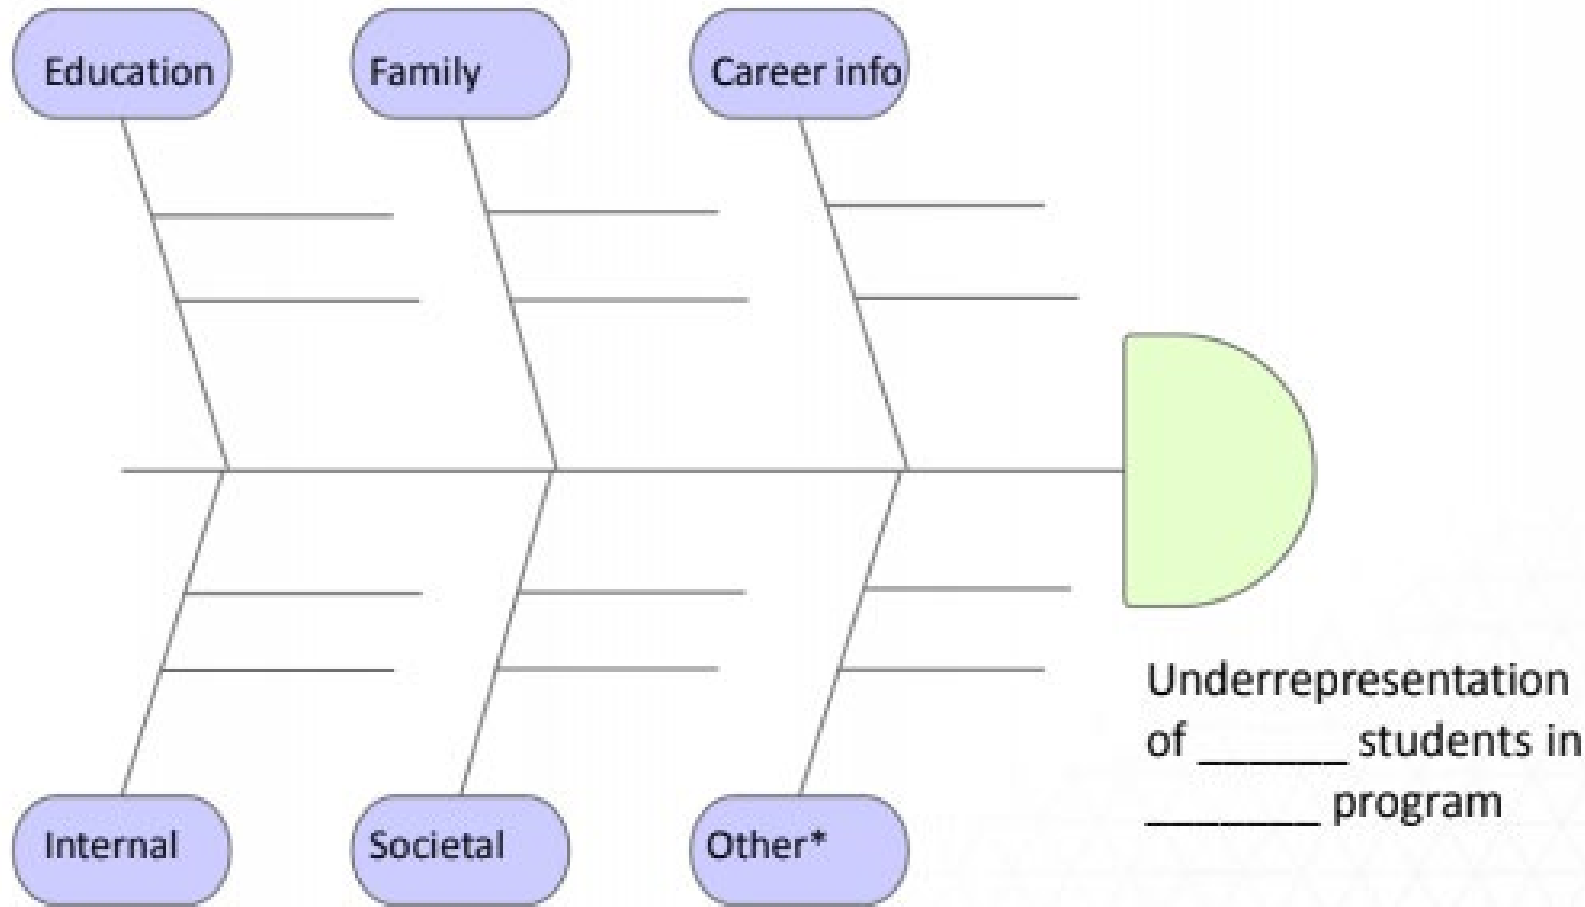 Education
Family
Career info
Internal
Societal
Other*
Underrepresentation
of ______ students in
_______ program